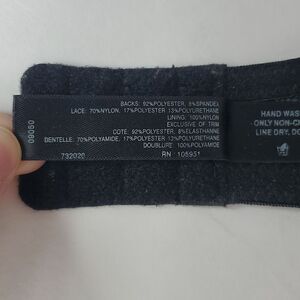 BACKS: 92%POLYESTER, 8%SPANDEX
LACE: 70%NYLON, 17%POLYESTER 13%POLYURETHANE
LINING: 100%NYLON
EXCLUSIVE OF TRIM
COTE: 92%POLYESTER, 8%ELASTHANNE
DENTELLE: 70%POLYAMIDE, 17%POLYESTER 13%POLYURETHANE
DOUBLURE: 100%POLYAMIDE
732020 RN 105951
09050
HAND WAS
ONLY NON-C
LINE DRY, DO